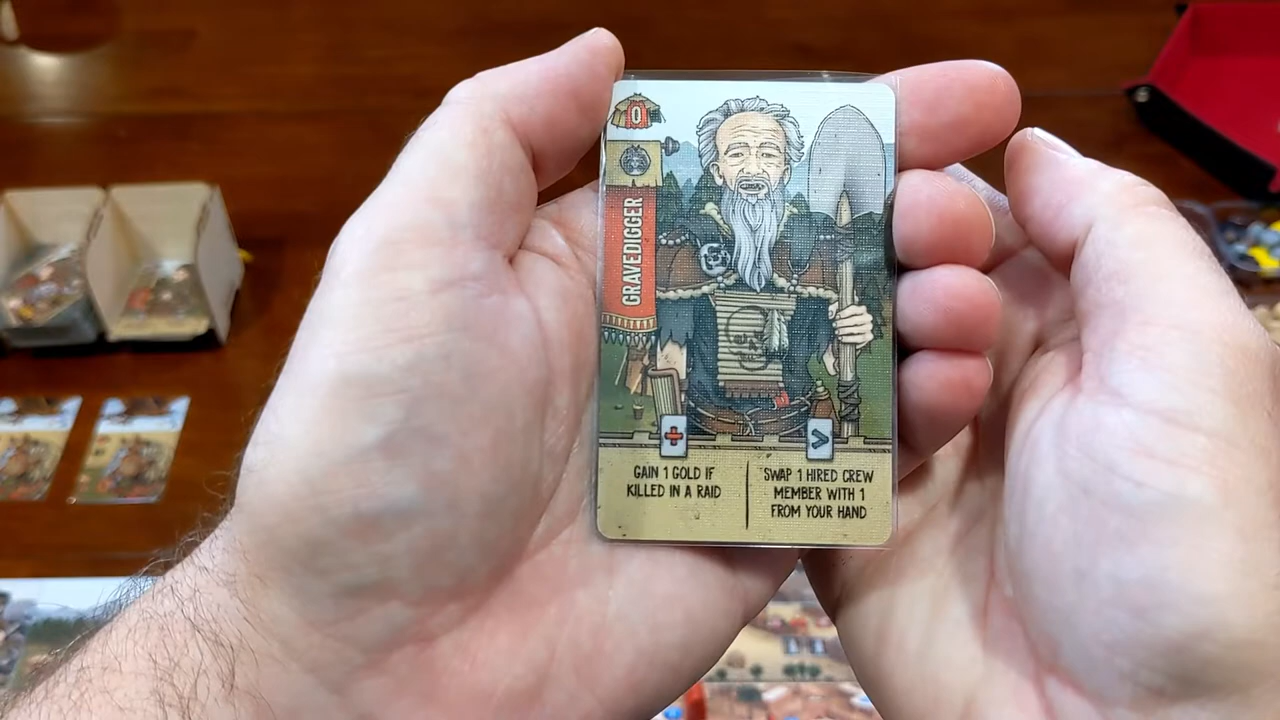 0
GRAVEDIGGER
GAIN 1 GOLD IF
KILLED IN A RAID
SWAP 1 HIRED CREW
MEMBER WITH 1
FROM YOUR HAND